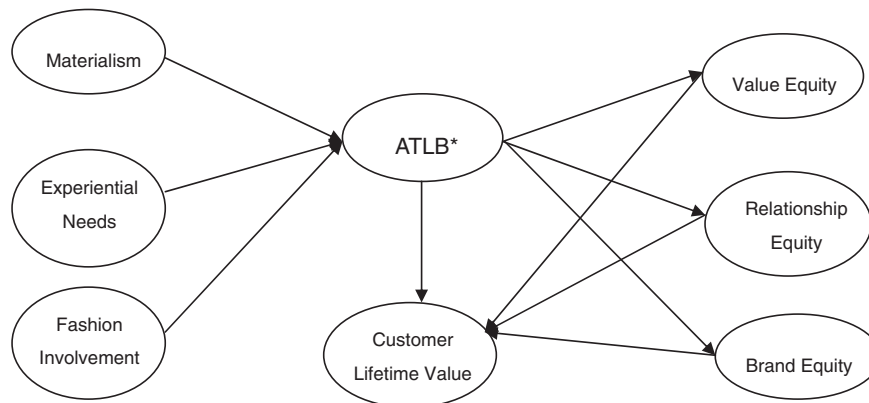 Materialism
Experiential
Needs
Fashion
Involvement
ATLB*
Customer
Lifetime Value
Value Equity
Relationship
Equity
Brand Equity